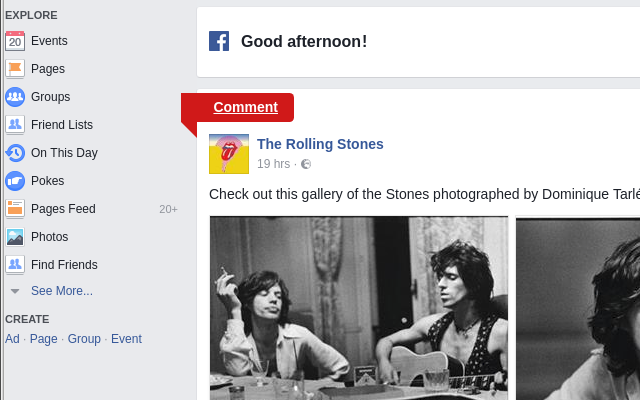 EXPLORE
20
Events
Pages
Groups
Friend Lists
On This Day
Pokes
Pages Feed 20+
Photos
Find Friends
See More...
CREATE
Ad · Page · Group · Event
Good afternoon!
Comment
The Rolling Stones
19 hrs ·
Check out this gallery of the Stones photographed by Dominique Tarlé